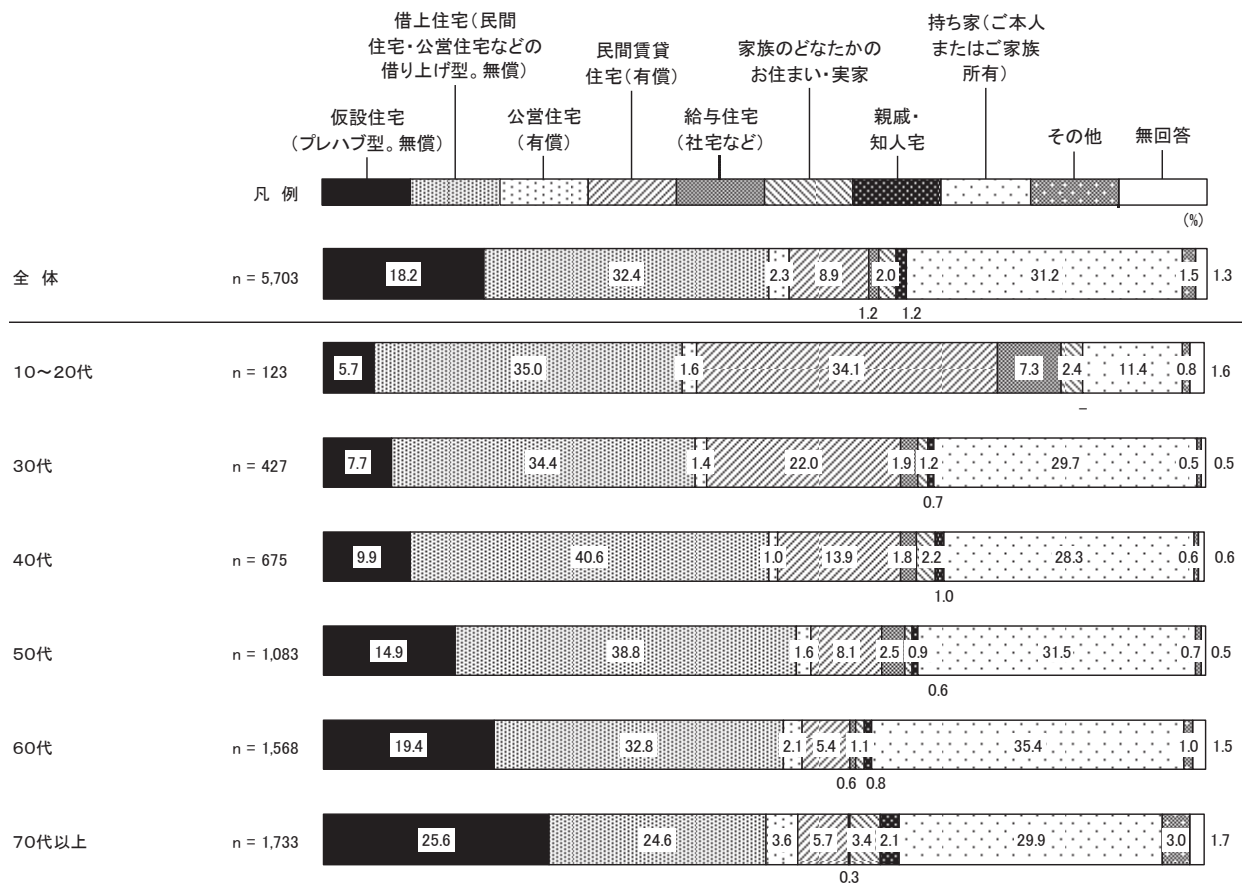 借上住宅(民間
住宅・公営住宅などの
借り上げ型。無償)
民間賃貸
住宅(有償)
家族のどなたかの
お住まい・実家
持ち家(ご本人
またはご家族
所有)
仮設住宅
(プレハブ型。無償)
公営住宅
(有償)
給与住宅
(社宅など)
親戚・
知人宅
その他
無回答
凡 例
(%)
全 体 n = 5,703 18.2 32.4 2.3 8.9 2.0 31.2 1.5 1.3
1.2 1.2
10～20代 n = 123 5.7 35.0 1.6 34.1 7.3 2.4 11.4 0.8 1.6
–
30代 n = 427 7.7 34.4 1.4 22.0 1.9 1.2 29.7 0.5 0.5
0.7
40代 n = 675 9.9 40.6 1.0 13.9 1.8 2.2 28.3 0.6 0.6
1.0
50代 n = 1,083 14.9 38.8 1.6 8.1 2.5 0.9 31.5 0.7 0.5
0.6
60代 n = 1,568 19.4 32.8 2.1 5.4 1.1 35.4 1.0 1.5
0.6 0.8
70代以上 n = 1,733 25.6 24.6 3.6 5.7 3.4 2.1 29.9 3.0 1.7
0.3